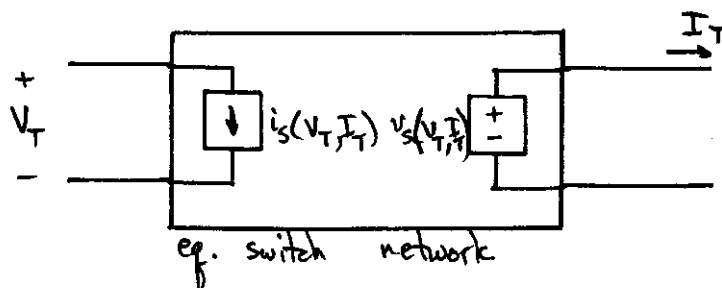 I_T
+
V_T
-
i_s(V_T, I_T)
v_s(V_T, I_T)
+
-
eq. switch network